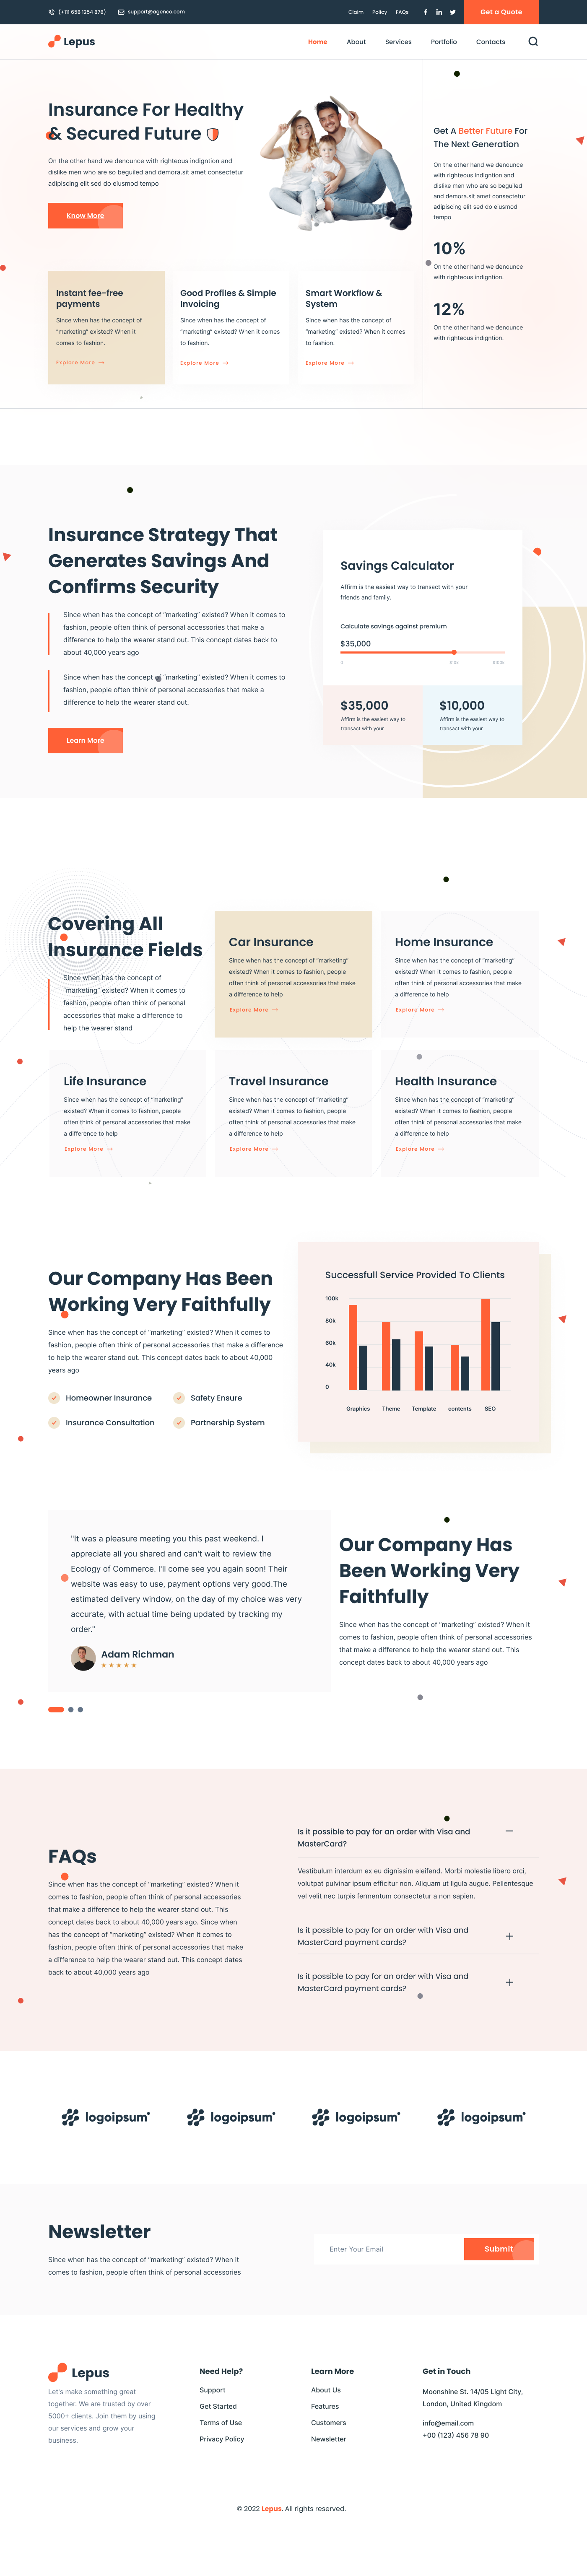 (+111 658 1254 878)
support@agenco.com
Claim
Policy
FAQs
Get a Quote
Lepus
Home
About
Services
Portfolio
Contacts
Insurance For Healthy
& Secured Future
On the other hand we denounce with righteous indigntion and
dislike men who are so beguiled and demora.sit amet consectetur
adipiscing elit sed do eiusmod tempo
Know More
Get A Better Future For
The Next Generation
On the other hand we denounce
with righteous indigntion and
dislike men who are so beguiled
and demora.sit amet consectetur
adipiscing elit sed do eiusmod
tempo
10%
On the other hand we denounce
with righteous indigntion.
12%
On the other hand we denounce
with righteous indigntion.
Instant fee-free
payments
Since when has the concept of
"marketing" existed? When it
comes to fashion.
Explore More
Good Profiles & Simple
Invoicing
Since when has the concept of
"marketing" existed? When it comes
to fashion.
Explore More
Smart Workflow &
System
Since when has the concept of
"marketing" existed? When it comes
to fashion.
Explore More
Insurance Strategy That
Generates Savings And
Confirms Security
Since when has the concept of "marketing" existed? When it comes to
fashion, people often think of personal accessories that make a
difference to help the wearer stand out. This concept dates back to
about 40,000 years ago
Since when has the concept of "marketing" existed? When it comes to
fashion, people often think of personal accessories that make a
difference to help the wearer stand out.
Learn More
Savings Calculator
Affirm is the easiest way to transact with your
friends and family.
Calculate savings against premium
$35,000
0
$35,000
Affirm is the easiest way to
transact with your
$10,000
Affirm is the easiest way to
transact with your
Covering All
Insurance Fields
Since when has the concept of
"marketing" existed? When it comes to
fashion, people often think of personal
accessories that make a difference to
help the wearer stand
Car Insurance
Since when has the concept of "marketing"
existed? When it comes to fashion, people
often think of personal accessories that make
a difference to help
Explore More
Home Insurance
Since when has the concept of "marketing"
existed? When it comes to fashion, people
often think of personal accessories that make
a difference to help
Explore More
Life Insurance
Since when has the concept of "marketing"
existed? When it comes to fashion, people
often think of personal accessories that make
a difference to help
Explore More
Travel Insurance
Since when has the concept of "marketing"
existed? When it comes to fashion, people
often think of personal accessories that make
a difference to help
Explore More
Health Insurance
Since when has the concept of "marketing"
existed? When it comes to fashion, people
often think of personal accessories that make
a difference to help
Explore More
Our Company Has Been
Working Very Faithfully
Since when has the concept of "marketing" existed? When it comes to
fashion, people often think of personal accessories that make a difference
to help the wearer stand out. This concept dates back to about 40,000
years ago
Homeowner Insurance
Safety Ensure
Insurance Consultation
Partnership System
Successfull Service Provided To Clients
100k
80k
60k
40k
0
Graphics
Theme
Template
contents
SEO
"It was a pleasure meeting you this past weekend. I
appreciate all you shared and can't wait to review the
Ecology of Commerce. I'll come see you again soon! Their
website was easy to use, payment options very good.The
estimated delivery window, on the day of my choice was very
accurate, with actual time being updated by tracking my
order."
Adam Richman
Our Company Has
Been Working Very
Faithfully
Since when has the concept of "marketing" existed? When it
comes to fashion, people often think of personal accessories
that make a difference to help the wearer stand out. This
concept dates back to about 40,000 years ago
FAQs
Since when has the concept of "marketing" existed? When it
comes to fashion, people often think of personal accessories
that make a difference to help the wearer stand out. This
concept dates back to about 40,000 years ago. Since when
has the concept of "marketing" existed? When it comes to
fashion, people often think of personal accessories that make
a difference to help the wearer stand out. This concept dates
back to about 40,000 years ago
Is it possible to pay for an order with Visa and
MasterCard?
Vestibulum interdum ex eu dignissim eleifend. Morbi molestie libero orci,
volutpat pulvinar ipsum efficitur non. Aliquam ut ligula augue. Pellentesque
vel velit nec turpis fermentum consectetur a non sapien.
Is it possible to pay for an order with Visa and
MasterCard payment cards?
Is it possible to pay for an order with Visa and
MasterCard payment cards?
logoipsum
logoipsum
logoipsum
logoipsum
Newsletter
Since when has the concept of "marketing" existed? When it
comes to fashion, people often think of personal accessories
Enter Your Email
Submit
Lepus
Let's make something great
together. We are trusted by over
5000+ clients. Join them by using
our services and grow your
business.
Need Help?
Support
Get Started
Terms of Use
Privacy Policy
Learn More
About Us
Features
Customers
Newsletter
Get in Touch
Moonshine St. 14/05 Light City,
London, United Kingdom
info@email.com
+00 (123) 456 78 90
© 2022 Lepus. All rights reserved.